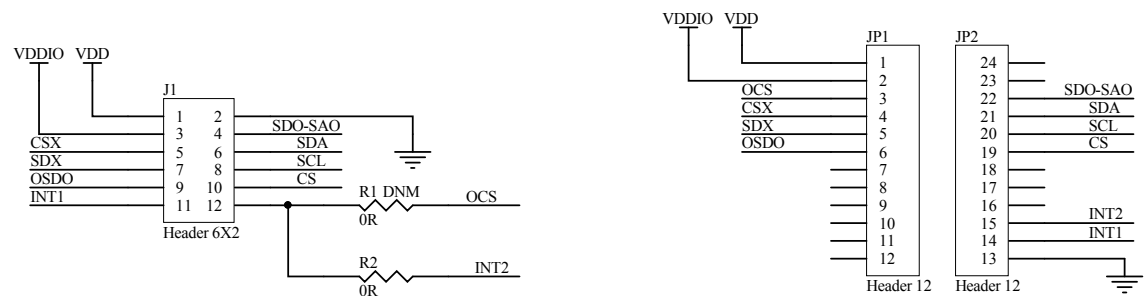 VDDIO VDD
J1
1 2
3 4 SDO-SAO
CSX 5 6 SDA
SDX 7 8 SCL
OSDO 9 10 CS
INT1 11 12 R1 DNM OCS
0R
Header 6X2
R2 INT2
0R
VDDIO VDD
JP1 JP2
1 24
2 23
OCS 3 22 SDO-SAO
CSX 4 21 SDA
SDX 5 20 SCL
OSDO 6 19 CS
7 18
8 17
9 16
10 15 INT2
11 14 INT1
12 13
Header 12 Header 12